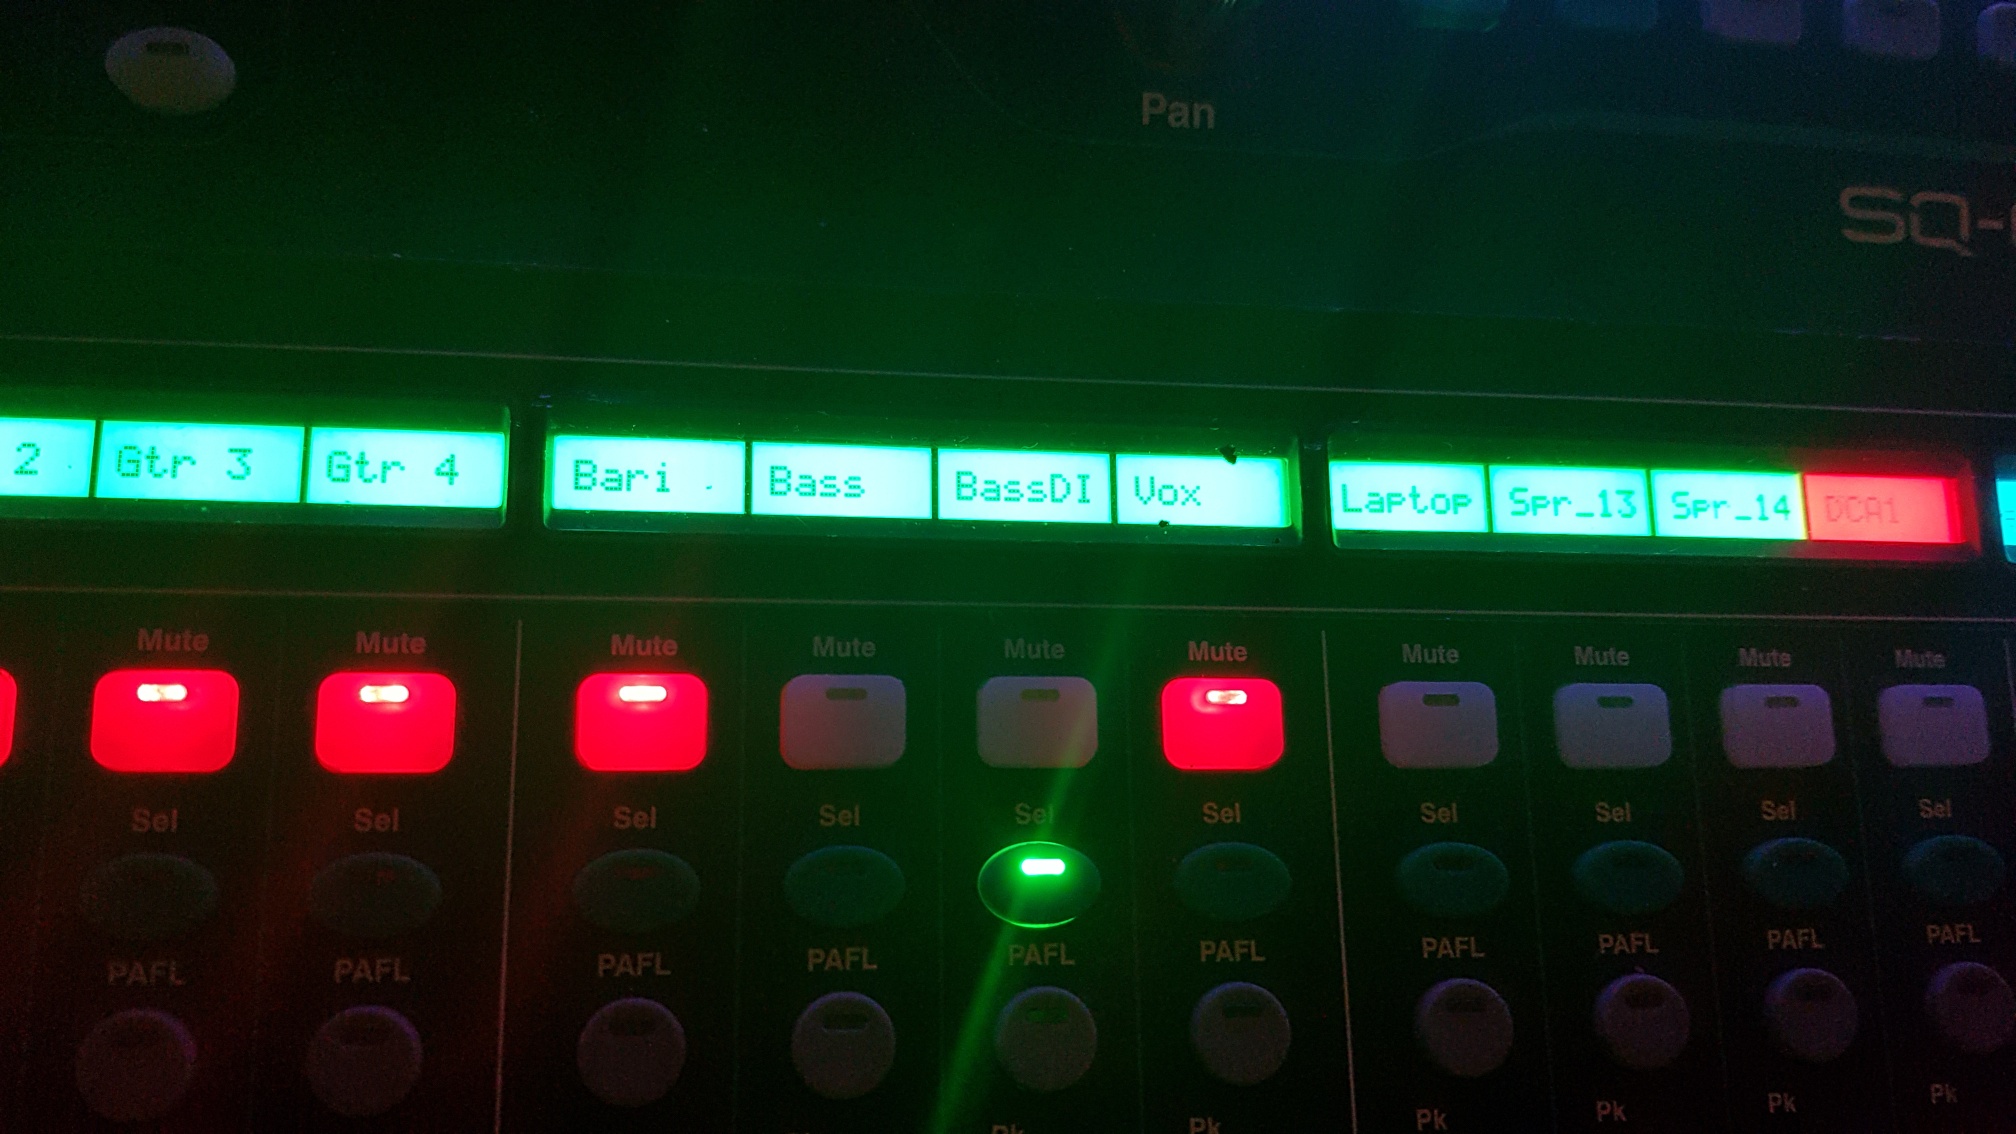 Pan
SQ-
2 Gtr 3 Gtr 4 Bari Bass BassDI Vox Laptop Spr_13 Spr_14 DCA1
Mute Mute Mute Mute Mute Mute Mute Mute Mute Mute
Sel Sel Sel Sel Sel Sel Sel Sel Sel Sel
PAFL PAFL PAFL PAFL PAFL PAFL PAFL PAFL PAFL PAFL
Pk Pk Pk Pk Pk Pk